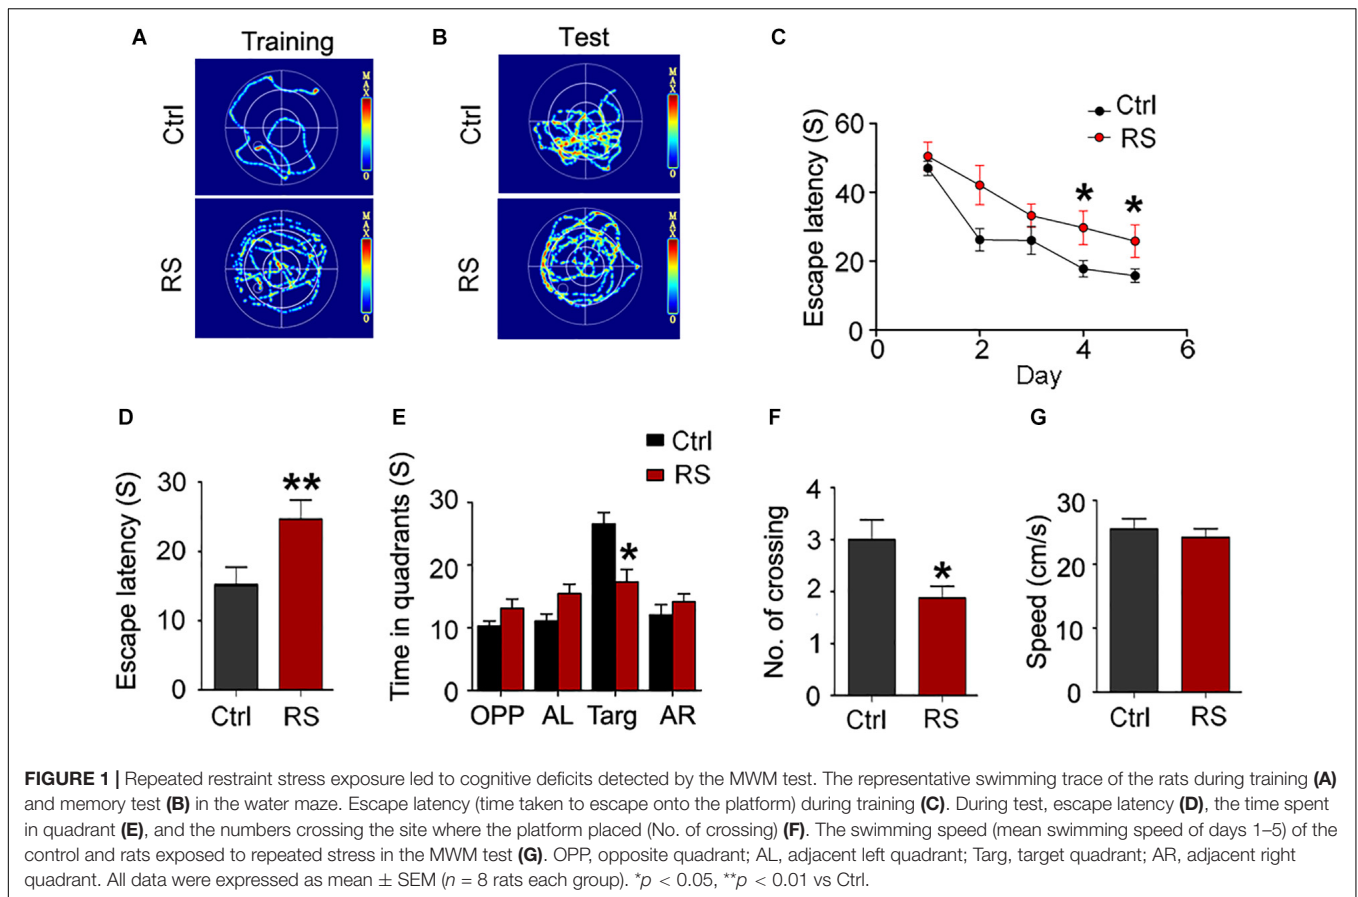 A
Training
B
Test
C
Ctrl
MAX
0
RS
MAX
0
Ctrl
MAX
0
RS
MAX
0
Ctrl
RS
Escape latency (S)
60
40
20
0
* *
0 2 4 6
Day
D
Escape latency (S)
30
20
10
0
**
Ctrl RS
E
Ctrl
RS
Time in quadrants (S)
30
20
10
0
*
OPP AL Targ AR
F
No. of crossing
4
3
2
1
0
*
Ctrl RS
G
Speed (cm/s)
30
20
10
0
Ctrl RS
FIGURE 1 | Repeated restraint stress exposure led to cognitive deficits detected by the MWM test. The representative swimming trace of the rats during training (A)
and memory test (B) in the water maze. Escape latency (time taken to escape onto the platform) during training (C). During test, escape latency (D), the time spent
in quadrant (E), and the numbers crossing the site where the platform placed (No. of crossing) (F). The swimming speed (mean swimming speed of days 1–5) of the
control and rats exposed to repeated stress in the MWM test (G). OPP, opposite quadrant; AL, adjacent left quadrant; Targ, target quadrant; AR, adjacent right
quadrant. All data were expressed as mean ± SEM (n = 8 rats each group). *p < 0.05, **p < 0.01 vs Ctrl.